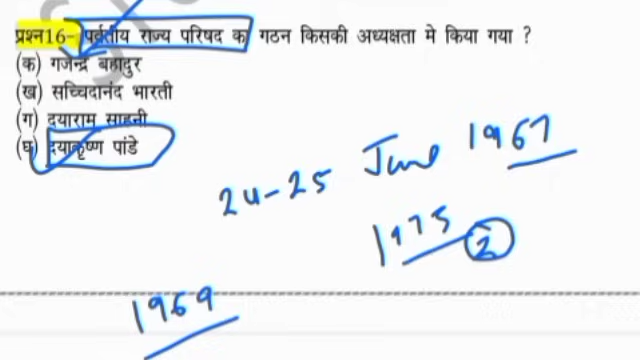 प्रश्न16- पर्वतीय राज्य परिषद क गठन किसकी अध्यक्षता मे किया गया ?
(क) गजेन्द्र बहादुर
(ख) सच्चिदानंद भारती
(ग) दयाराम साहनी
(घ) दयाकृष्ण पांडे
24-25 June 1967
1975 2
1969